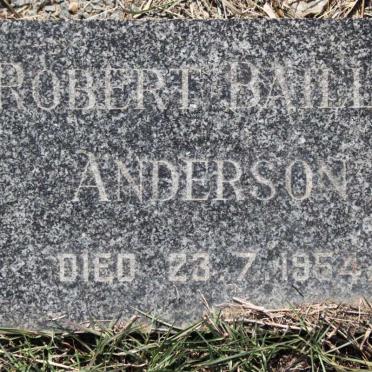 ROBERT BAILL
ANDERSON
DIED 23.7.1954